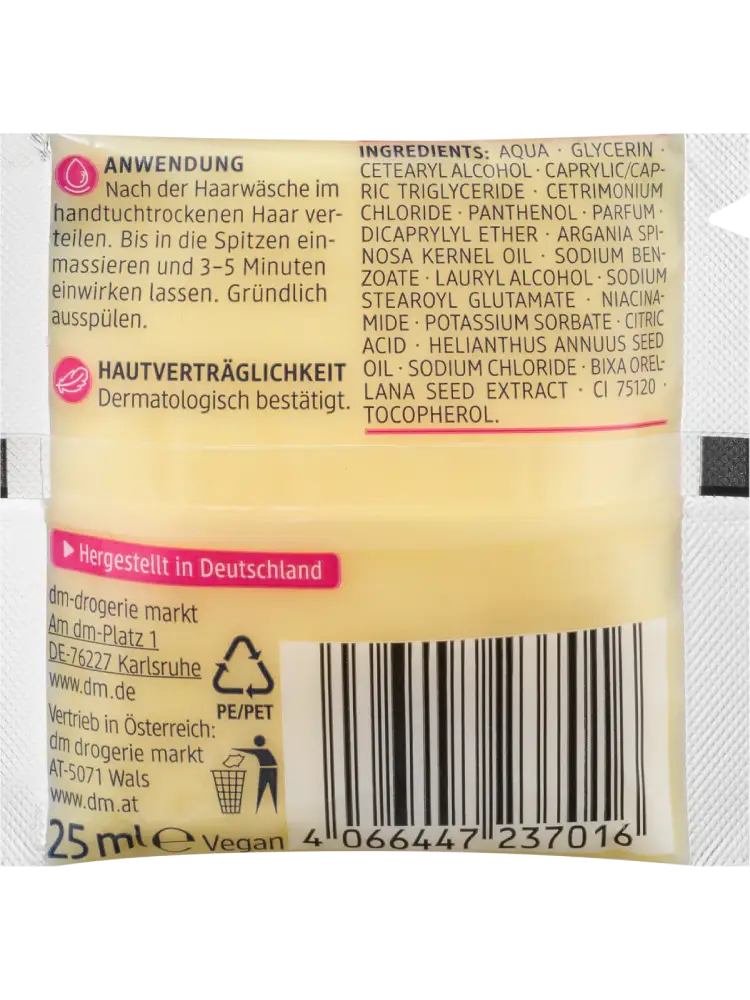 ANWENDUNG
Nach der Haarwäsche im
handtuchtrockenen Haar ver-
teilen. Bis in die Spitzen ein-
massieren und 3–5 Minuten
einwirken lassen. Gründlich
ausspülen.
HAUTVERTRÄGLICHKEIT
Dermatologisch bestätigt.
INGREDIENTS: AQUA · GLYCERIN ·
CETEARYL ALCOHOL · CAPRYLIC/CAP-
RIC TRIGLYCERIDE · CETRIMONIUM
CHLORIDE · PANTHENOL · PARFUM ·
DICAPRYLYL ETHER · ARGANIA SPI-
NOSA KERNEL OIL · SODIUM BEN-
ZOATE · LAURYL ALCOHOL · SODIUM
STEAROYL GLUTAMATE · NIACINA-
MIDE · POTASSIUM SORBATE · CITRIC
ACID · HELIANTHUS ANNUUS SEED
OIL · SODIUM CHLORIDE · BIXA OREL-
LANA SEED EXTRACT · CI 75120 ·
TOCOPHEROL.
Hergestellt in Deutschland
dm-drogerie markt
Am dm-Platz 1
DE-76227 Karlsruhe
www.dm.de
Vertrieb in Österreich:
dm drogerie markt
AT-5071 Wals
www.dm.at
PE/PET
25 ml e Vegan
4 066447 237016